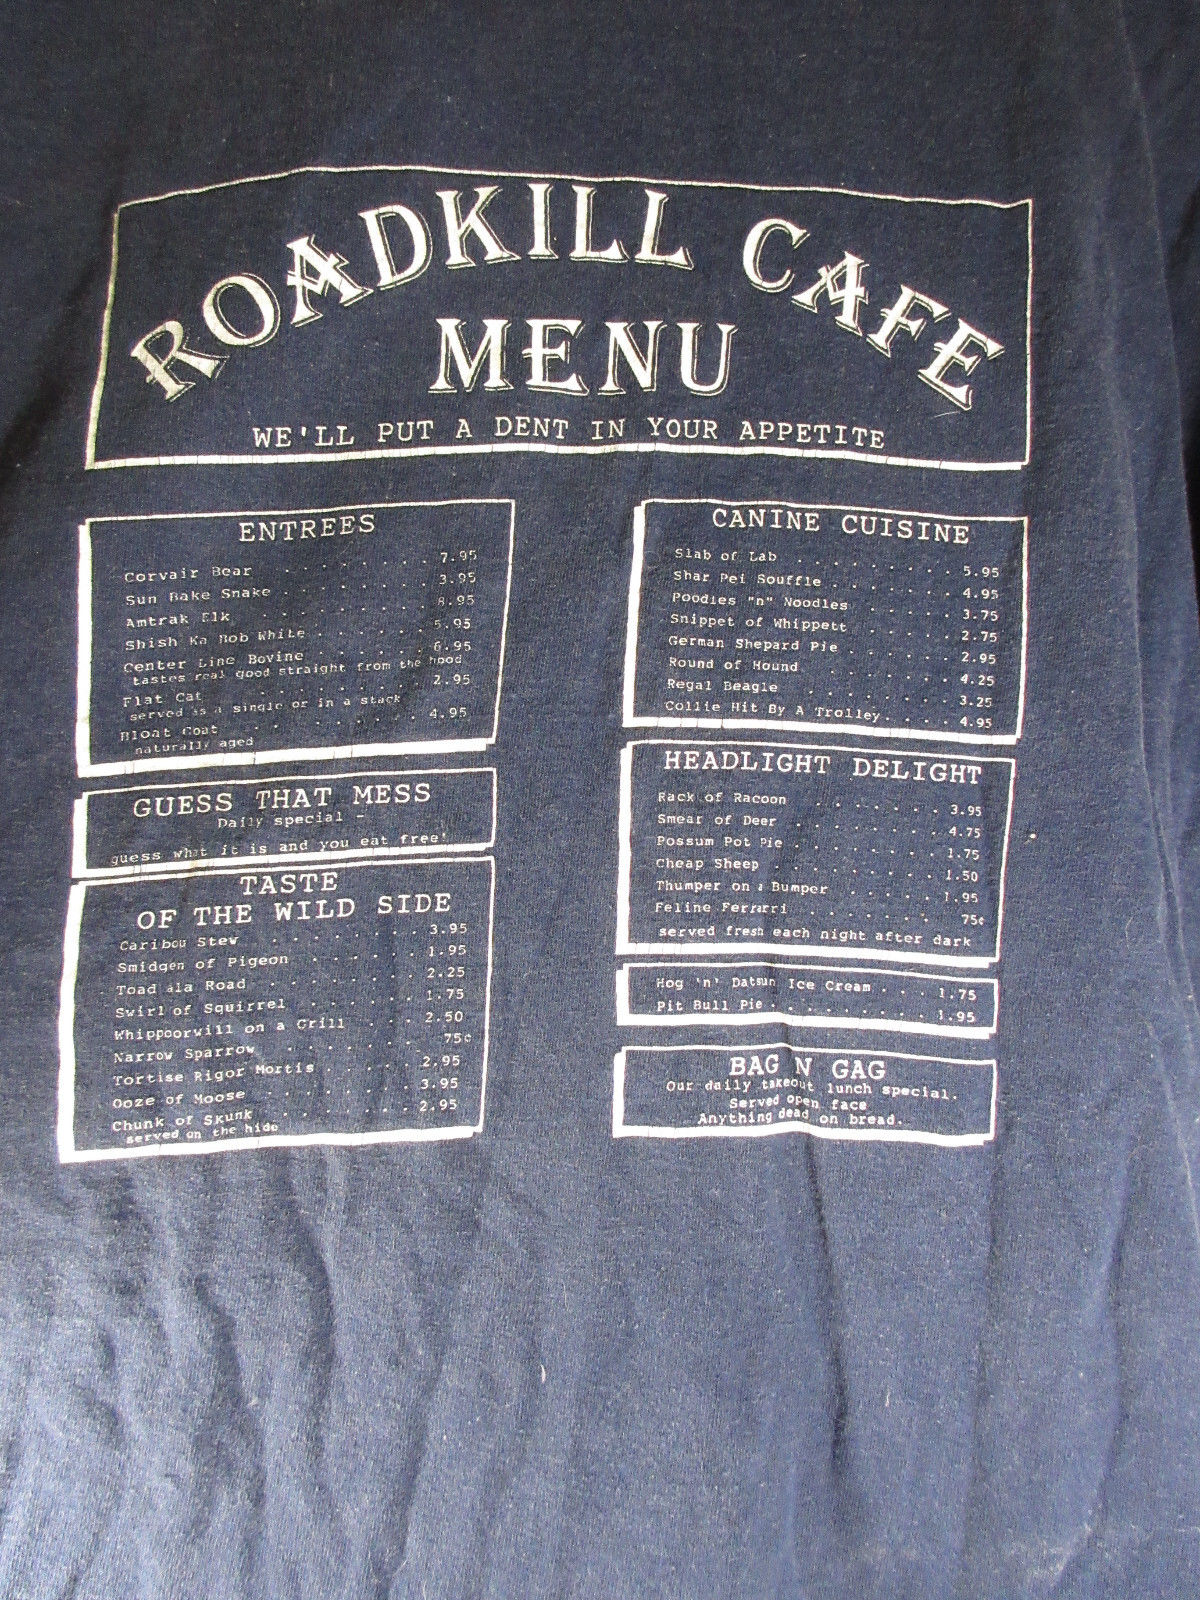 ROADKILL CAFE
MENU
WE'LL PUT A DENT IN YOUR APPETITE
ENTREES
Corvair Bear . . . . . . . . 7.95
Sun Bake Snake . . . . . . . 3.95
Amtrak Elk . . . . . . . . . 8.95
Shish Ka Bob White . . . . . 5.95
Center Line Bovine . . . . . 6.95
tastes real good straight from the hood
Flat Cat . . . . . . . . . . 2.95
served as a single or in a stack
Bloat Goat . . . . . . . . . 4.95
naturally aged
GUESS THAT MESS
Daily special -
guess what it is and you eat free!
TASTE
OF THE WILD SIDE
Caribou Stew . . . . . . . . 3.95
Smidgen of Pigeon . . . . . 1.95
Toad ala Road . . . . . . . 2.25
Swirl of Squirrel . . . . . 1.75
Whippoorwill on a Grill . . . 2.50
Narrow Sparrow . . . . . . . 75¢
Tortise Rigor Mortis . . . . . 2.95
Ooze of Moose . . . . . . . 3.95
Chunk of Skunk . . . . . . . 2.95
served on the hide
CANINE CUISINE
Slab of Lab . . . . . . . . 5.95
Shar Pei Souffle . . . . . . 4.95
Poodles "n" Noodles . . . . . 3.75
Snippet of Whippett . . . . . 2.75
German Shepard Pie . . . . . . 2.95
Round of Hound . . . . . . . 4.25
Regal Beagle . . . . . . . 3.25
Collie Hit By A Trolley. . . . 4.95
HEADLIGHT DELIGHT
Rack of Racoon . . . . . . . 3.95
Smear of Deer . . . . . . . . 4.75
Possum Pot Pie . . . . . . . . 1.75
Cheap Sheep . . . . . . . . 1.50
Thumper on a Bumper . . . . . 1.95
Feline Ferrarri . . . . . . . 75¢
served fresh each night after dark
Hog 'n' Datsun Ice Cream . . . 1.75
Pit Bull Pie . . . . . . . . . 1.95
BAG N GAG
Our daily takeout lunch special.
Served open face
Anything dead on bread.